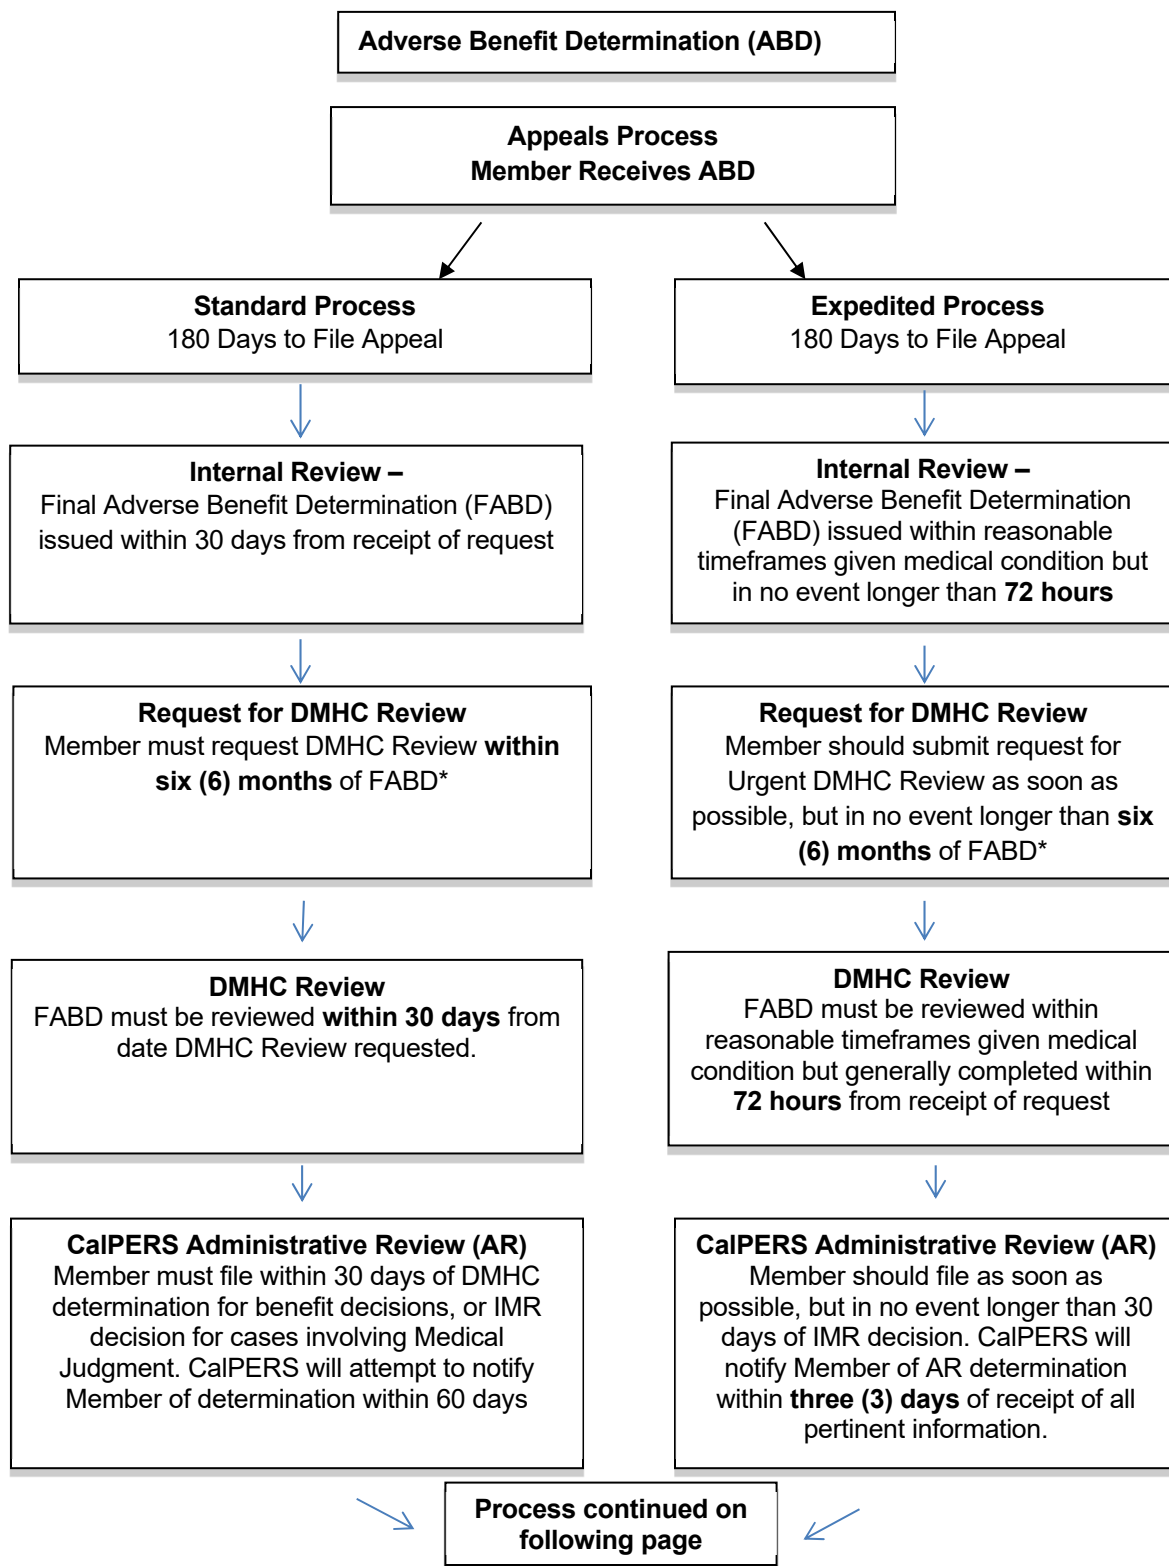 Adverse Benefit Determination (ABD)
Appeals Process
Member Receives ABD
Standard Process
180 Days to File Appeal
Expedited Process
180 Days to File Appeal
Internal Review –
Final Adverse Benefit Determination (FABD)
issued within 30 days from receipt of request
Internal Review –
Final Adverse Benefit Determination
(FABD) issued within reasonable
timeframes given medical condition but
in no event longer than 72 hours
Request for DMHC Review
Member must request DMHC Review within
six (6) months of FABD*
Request for DMHC Review
Member should submit request for
Urgent DMHC Review as soon as
possible, but in no event longer than six
(6) months of FABD*
DMHC Review
FABD must be reviewed within 30 days from
date DMHC Review requested.
DMHC Review
FABD must be reviewed within
reasonable timeframes given medical
condition but generally completed within
72 hours from receipt of request
CalPERS Administrative Review (AR)
Member must file within 30 days of DMHC
determination for benefit decisions, or IMR
decision for cases involving Medical
Judgment. CalPERS will attempt to notify
Member of determination within 60 days
CalPERS Administrative Review (AR)
Member should file as soon as
possible, but in no event longer than 30
days of IMR decision. CalPERS will
notify Member of AR determination
within three (3) days of receipt of all
pertinent information.
Process continued on
following page